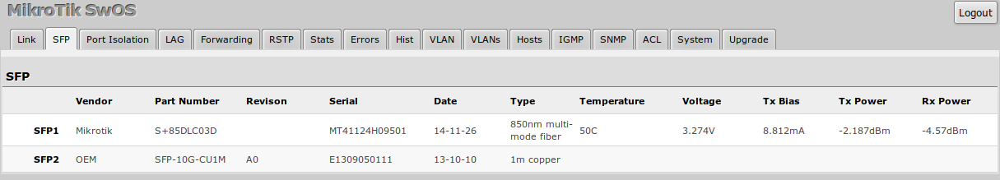 MikroTik SwOS
Logout
Link SFP Port Isolation LAG Forwarding RSTP Stats Errors Hist VLAN VLANs Hosts IGMP SNMP ACL System Upgrade
SFP
Vendor Part Number Revison Serial Date Type Temperature Voltage Tx Bias Tx Power Rx Power
SFP1 Mikrotik S+85DLC03D MT41124H09501 14-11-26 850nm multi-
mode fiber 50C 3.274V 8.812mA -2.187dBm -4.57dBm
SFP2 OEM SFP-10G-CU1M A0 E1309050111 13-10-10 1m copper